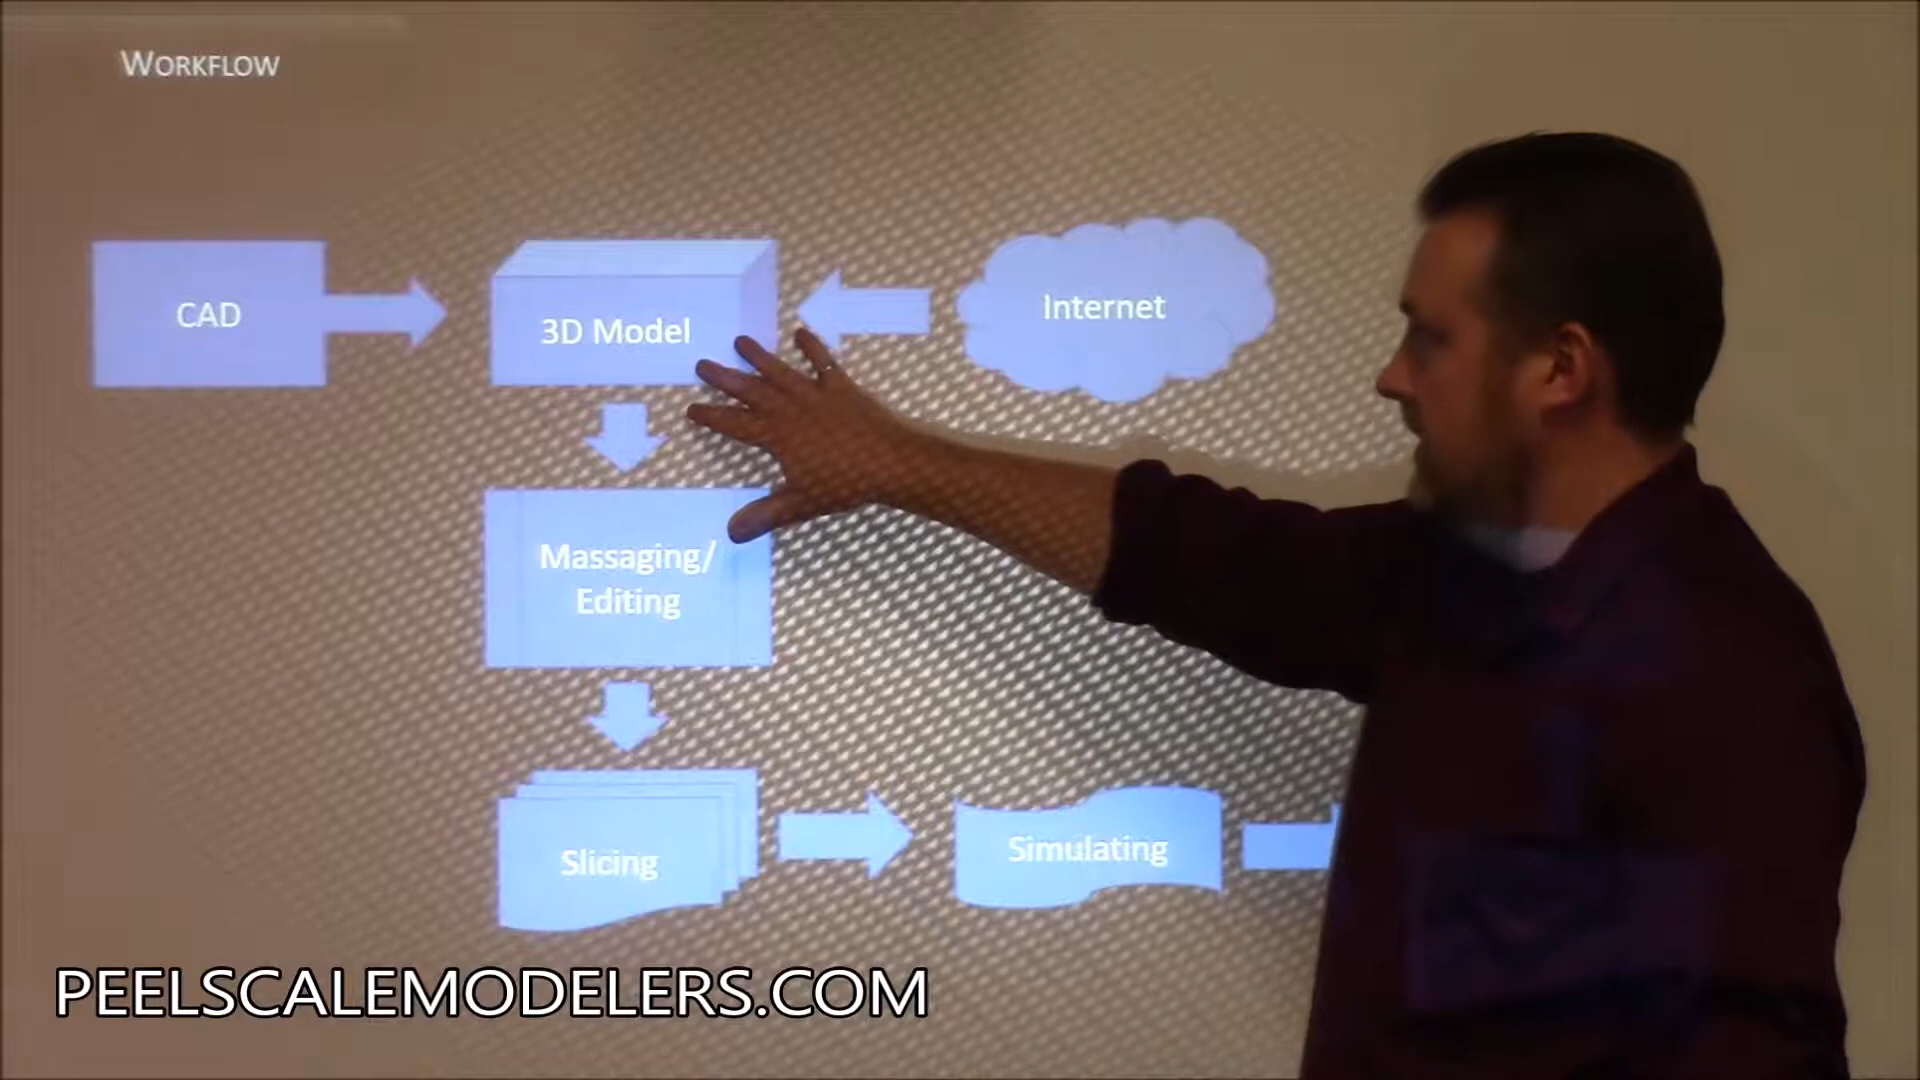 WORKFLOW
CAD
3D Model
Internet
Massaging/
Editing
Slicing
Simulating
PEELSCALEMODELERS.COM